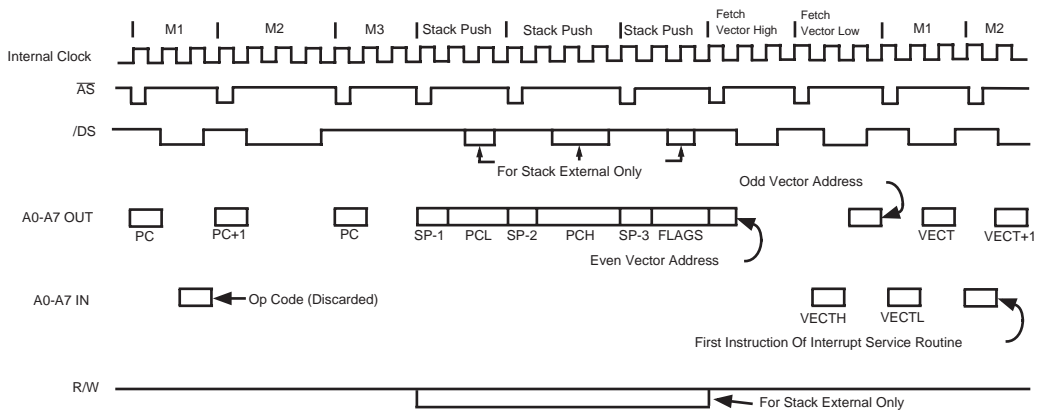 Fetch
Fetch
M1 M2 M3 Stack Push Stack Push Stack Push Vector High Vector Low M1 M2
Internal Clock
AS
/DS
For Stack External Only
Odd Vector Address
A0-A7 OUT
PC PC+1 PC SP-1 PCL SP-2 PCH SP-3 FLAGS VECT VECT+1
Even Vector Address
A0-A7 IN
Op Code (Discarded)
VECTH VECTL
First Instruction Of Interrupt Service Routine
R/W
For Stack External Only